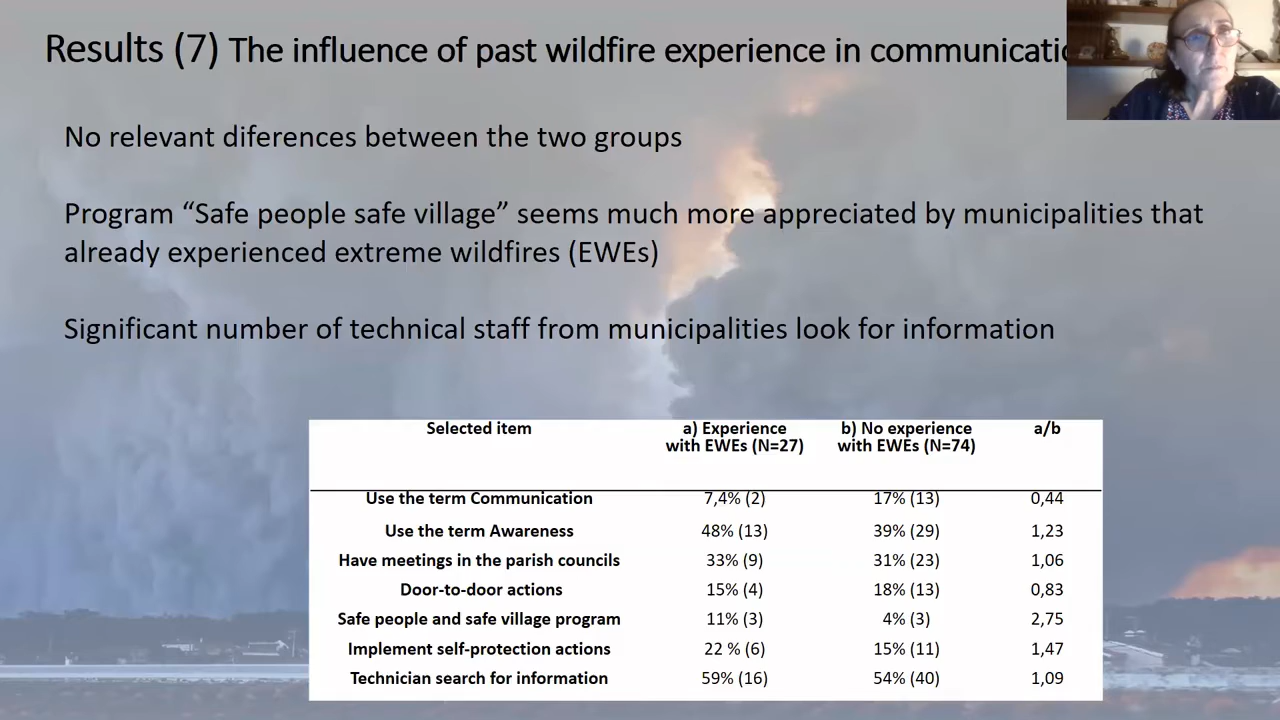 Results (7) The influence of past wildfire experience in communicatio
No relevant diferences between the two groups
Program “Safe people safe village” seems much more appreciated by municipalities that
already experienced extreme wildfires (EWEs)
Significant number of technical staff from municipalities look for information
Selected item a) Experience with EWEs (N=27) b) No experience with EWEs (N=74) a/b
Use the term Communication 7,4% (2) 17% (13) 0,44
Use the term Awareness 48% (13) 39% (29) 1,23
Have meetings in the parish councils 33% (9) 31% (23) 1,06
Door-to-door actions 15% (4) 18% (13) 0,83
Safe people and safe village program 11% (3) 4% (3) 2,75
Implement self-protection actions 22 % (6) 15% (11) 1,47
Technician search for information 59% (16) 54% (40) 1,09